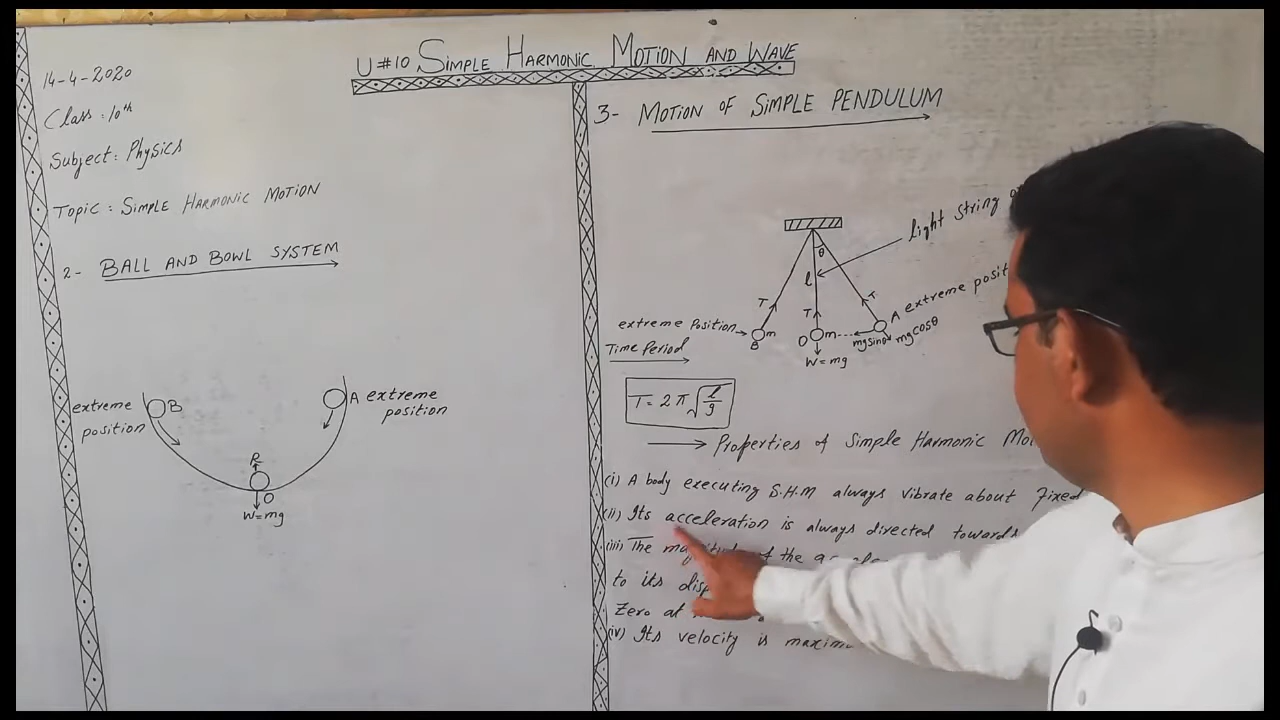 U#10 SIMPLE HARMONIC MOTION AND WAVE
14-4-2020
Class: 10th
Subject: Physics
Topic: SIMPLE HARMONIC MOTION
2- BALL AND BOWL SYSTEM
extreme position
B
A extreme position
R
O
W=mg
3- MOTION OF SIMPLE PENDULUM
θ
light string
l
T
T
T
extreme Position
B
m
O
m
A extreme
mgsinθ
mgcosθ
W=mg
Time Period
T=2π√l/g
Properties of Simple Harmonic
(i) A body executing S.H.M always vibrate about fixed
(ii) Its acceleration is always directed towards
(iii) The of the
to its
Zero at
(iv) Its velocity is